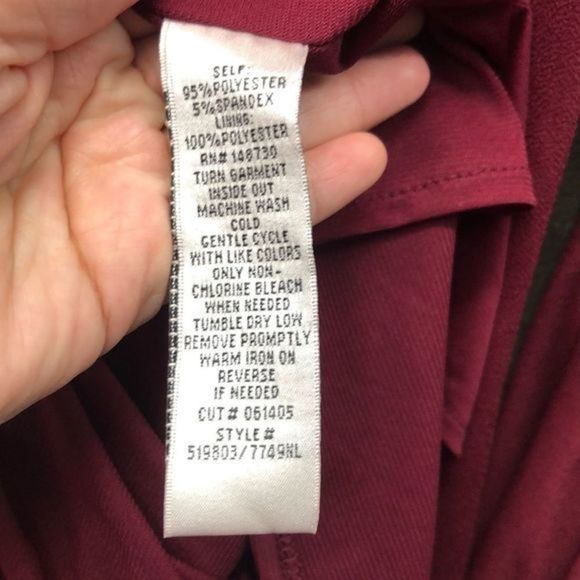 SELF:
95%POLYESTER
5%SPANDEX
LINING:
100%POLYESTER
RN# 148730
TURN GARMENT
INSIDE OUT
MACHINE WASH
COLD
GENTLE CYCLE
WITH LIKE COLORS
ONLY NON-
CHLORINE BLEACH
WHEN NEEDED
TUMBLE DRY LOW
REMOVE PROMPTLY
WARM IRON ON
REVERSE
IF NEEDED
CUT# 061405
STYLE#
519803/7749NL